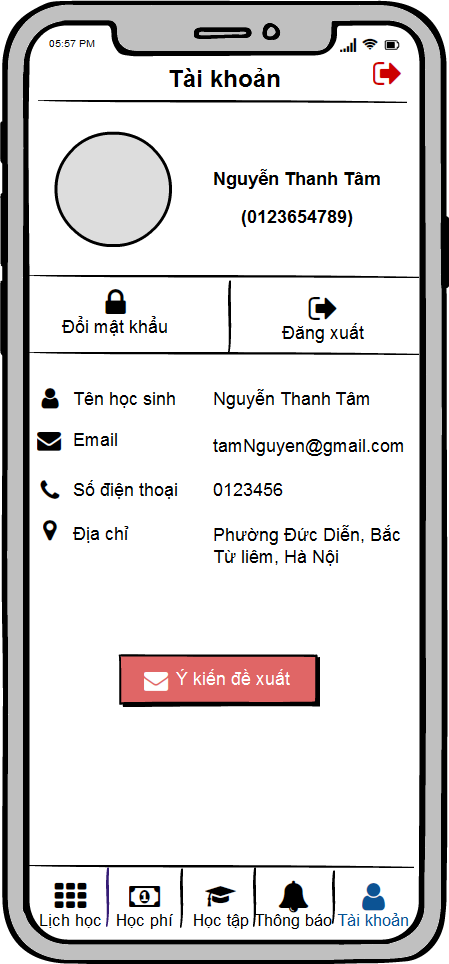 05:57 PM
Tài khoản
Nguyễn Thanh Tâm
(0123654789)
Đổi mật khẩu
Đăng xuất
Tên học sinh
Nguyễn Thanh Tâm
Email
tamNguyen@gmail.com
Số điện thoại
0123456
Địa chỉ
Phường Đức Diễn, Bắc
Từ liêm, Hà Nội
Ý kiến đề xuất
Lịch học
Học phí
Học tập
Thông báo
Tài khoản